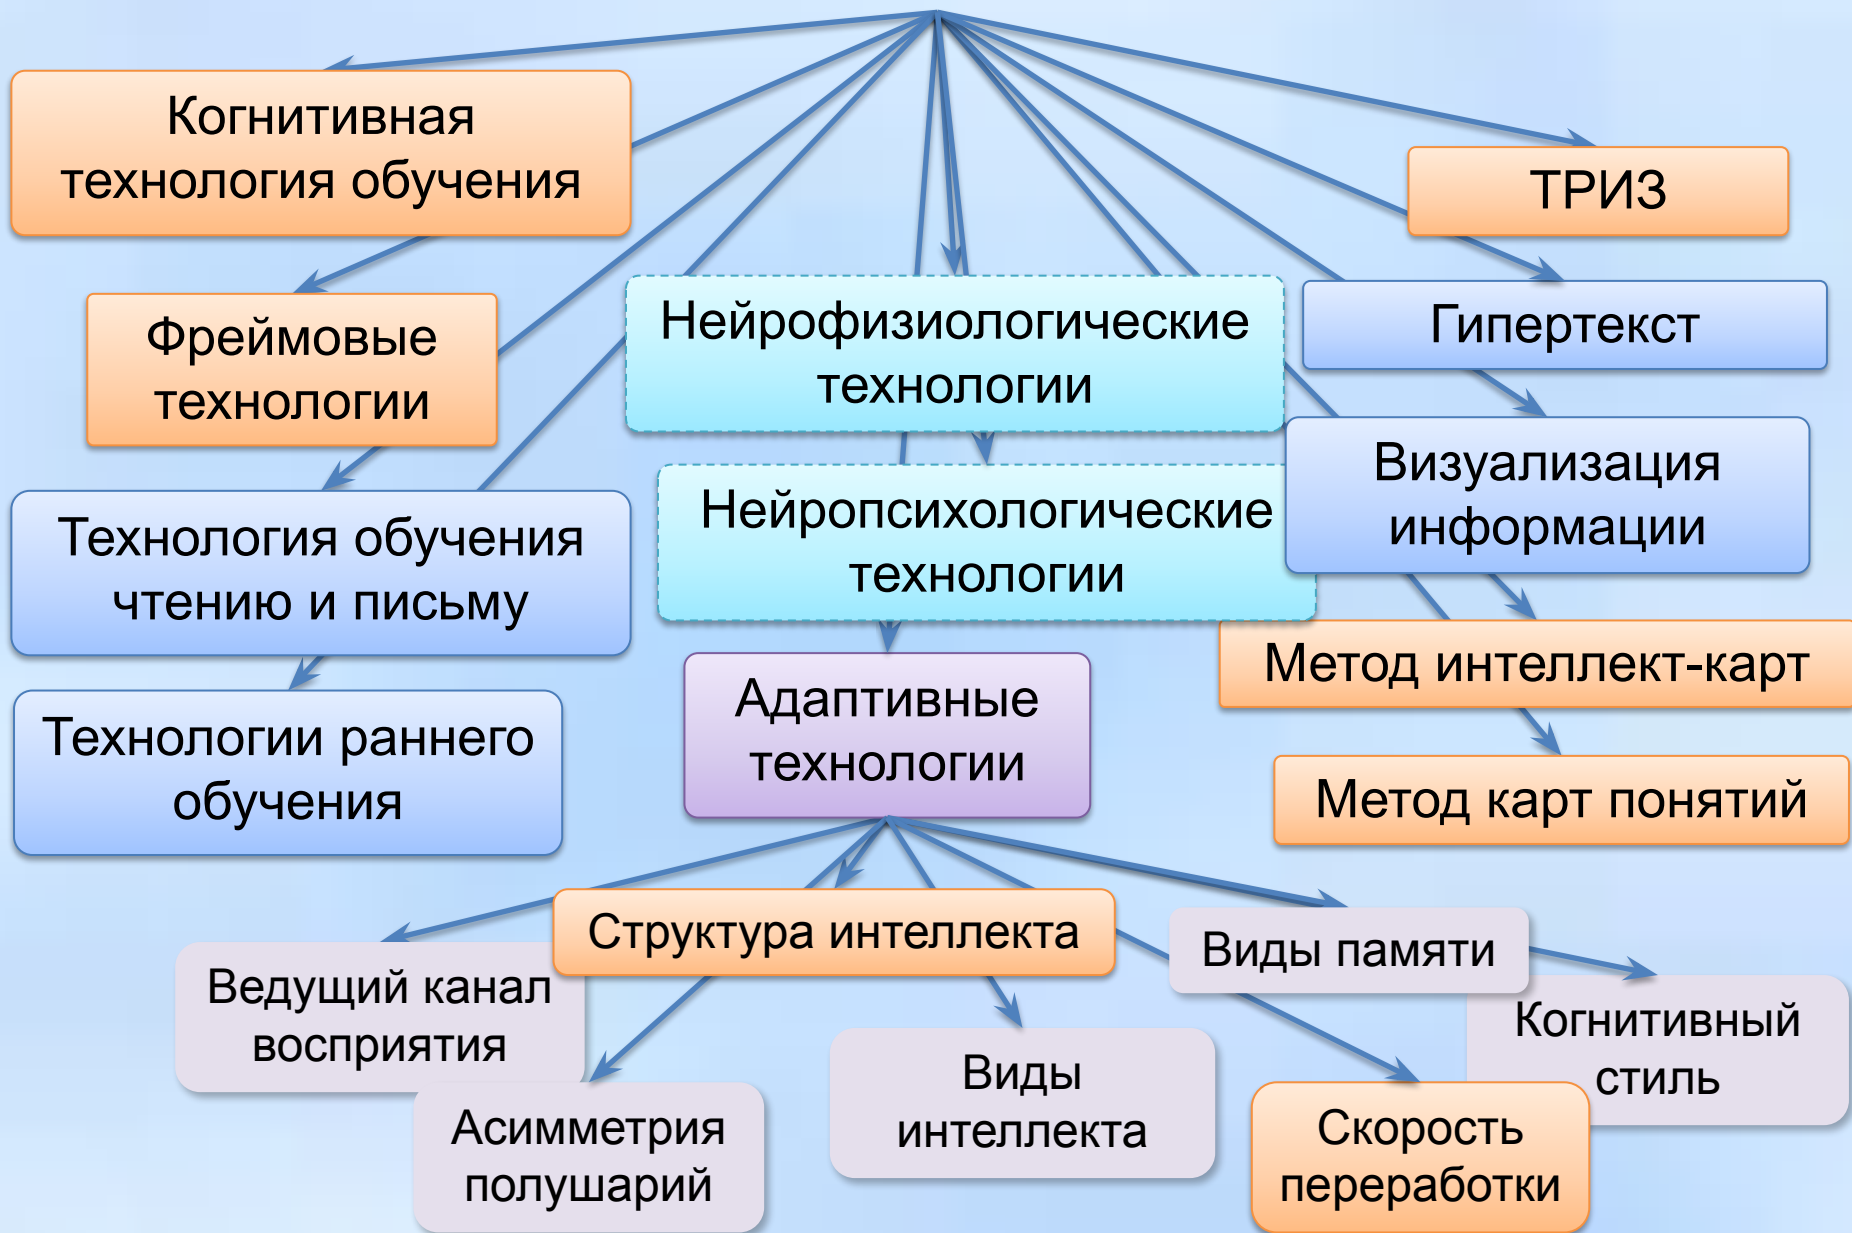 Когнитивная
технология обучения
ТРИЗ
Фреймовые
технологии
Нейрофизиологические
технологии
Гипертекст
Визуализация
информации
Технология обучения
чтению и письму
Нейропсихологические
технологии
Метод интеллект-карт
Технологии раннего
обучения
Адаптивные
технологии
Метод карт понятий
Структура интеллекта
Виды памяти
Ведущий канал
восприятия
Когнитивный
стиль
Асимметрия
полушарий
Виды
интеллекта
Скорость
переработки